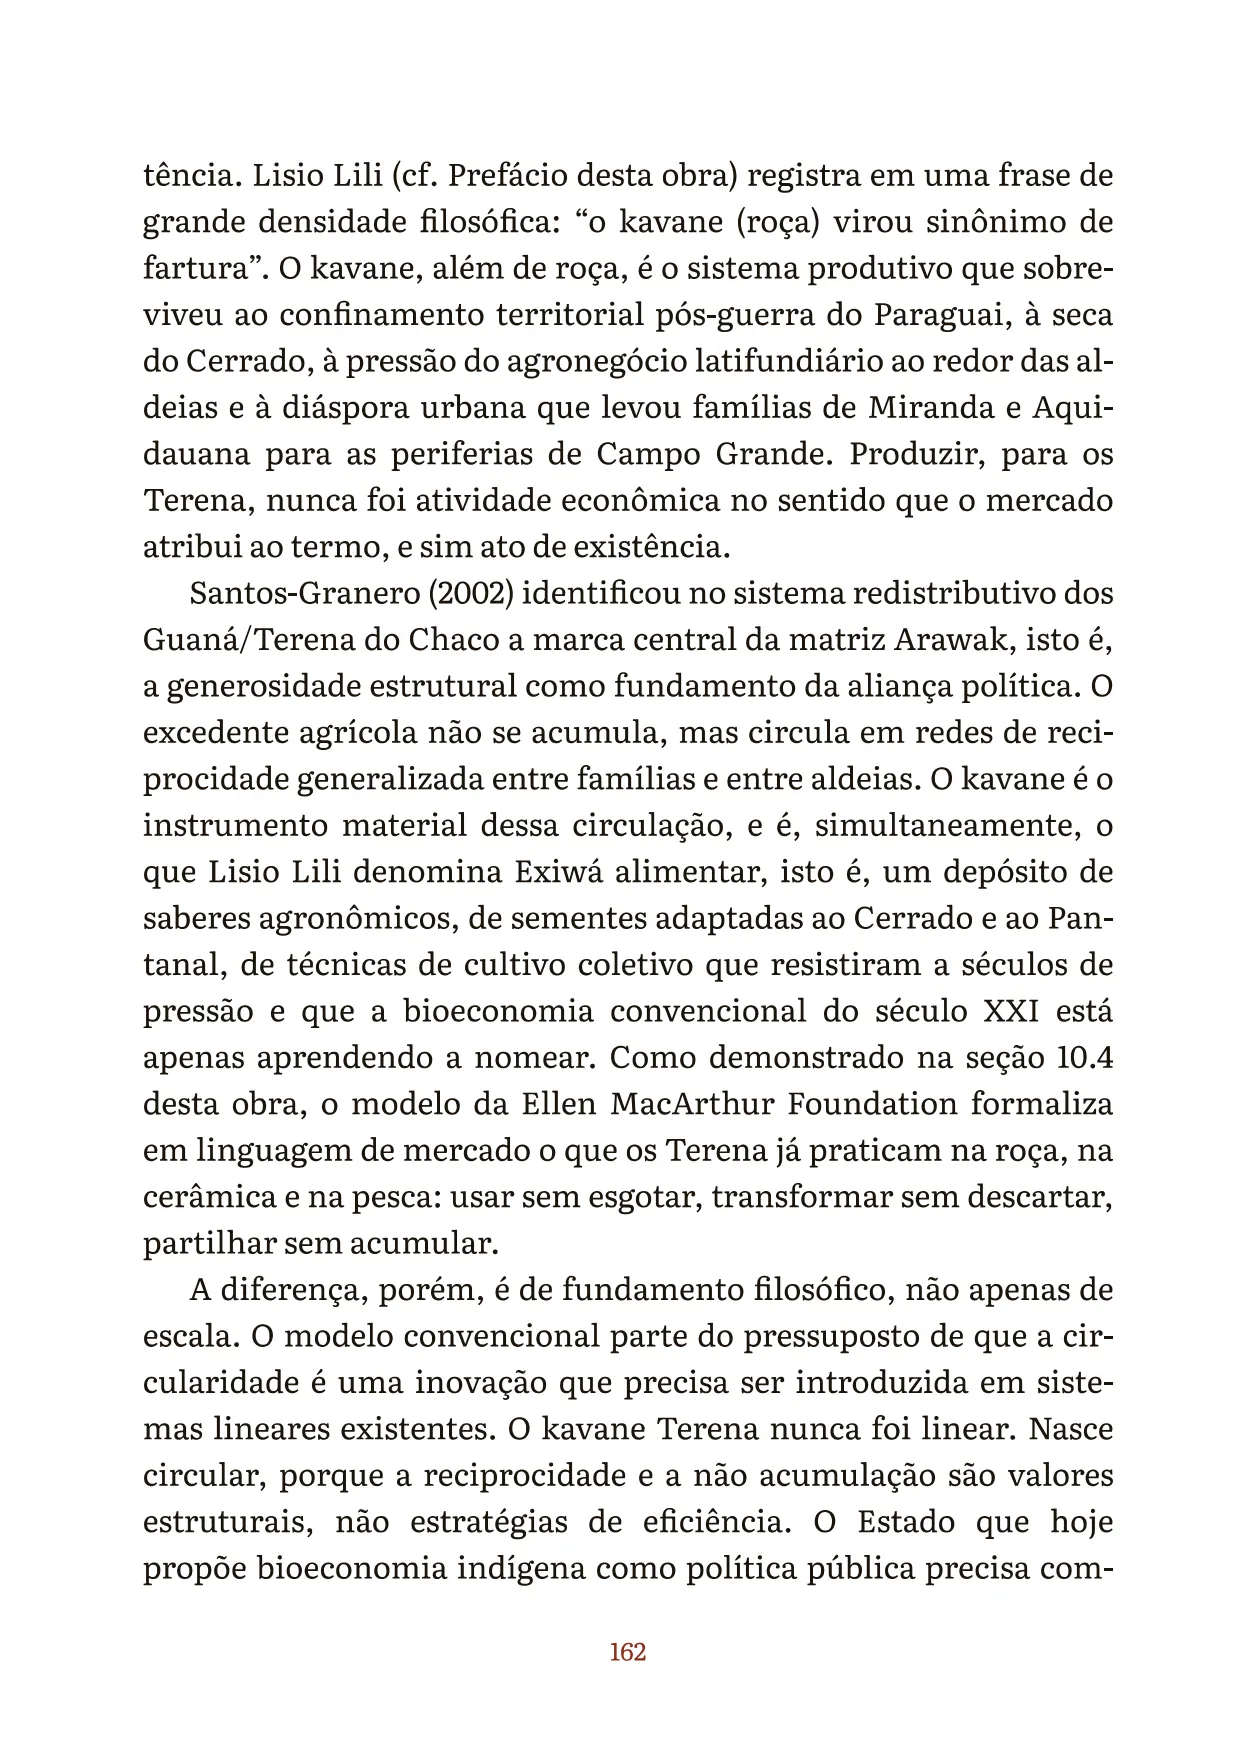 tência. Lisio Lili (cf. Prefácio desta obra) registra em uma frase de
grande densidade filosófica: “o kavane (roça) virou sinônimo de
fartura”. O kavane, além de roça, é o sistema produtivo que sobre-
viveu ao confinamento territorial pós-guerra do Paraguai, à seca
do Cerrado, à pressão do agronegócio latifundiário ao redor das al-
deias e à diáspora urbana que levou famílias de Miranda e Aqui-
dauana para as periferias de Campo Grande. Produzir, para os
Terena, nunca foi atividade econômica no sentido que o mercado
atribui ao termo, e sim ato de existência.
Santos-Granero (2002) identificou no sistema redistributivo dos
Guaná/Terena do Chaco a marca central da matriz Arawak, isto é,
a generosidade estrutural como fundamento da aliança política. O
excedente agrícola não se acumula, mas circula em redes de reci-
procidade generalizada entre famílias e entre aldeias. O kavane é o
instrumento material dessa circulação, e é, simultaneamente, o
que Lisio Lili denomina Exiwá alimentar, isto é, um depósito de
saberes agronômicos, de sementes adaptadas ao Cerrado e ao Pan-
tanal, de técnicas de cultivo coletivo que resistiram a séculos de
pressão e que a bioeconomia convencional do século XXI está
apenas aprendendo a nomear. Como demonstrado na seção 10.4
desta obra, o modelo da Ellen MacArthur Foundation formaliza
em linguagem de mercado o que os Terena já praticam na roça, na
cerâmica e na pesca: usar sem esgotar, transformar sem descartar,
partilhar sem acumular.
A diferença, porém, é de fundamento filosófico, não apenas de
escala. O modelo convencional parte do pressuposto de que a cir-
cularidade é uma inovação que precisa ser introduzida em siste-
mas lineares existentes. O kavane Terena nunca foi linear. Nasce
circular, porque a reciprocidade e a não acumulação são valores
estruturais, não estratégias de eficiência. O Estado que hoje
propõe bioeconomia indígena como política pública precisa com-
162